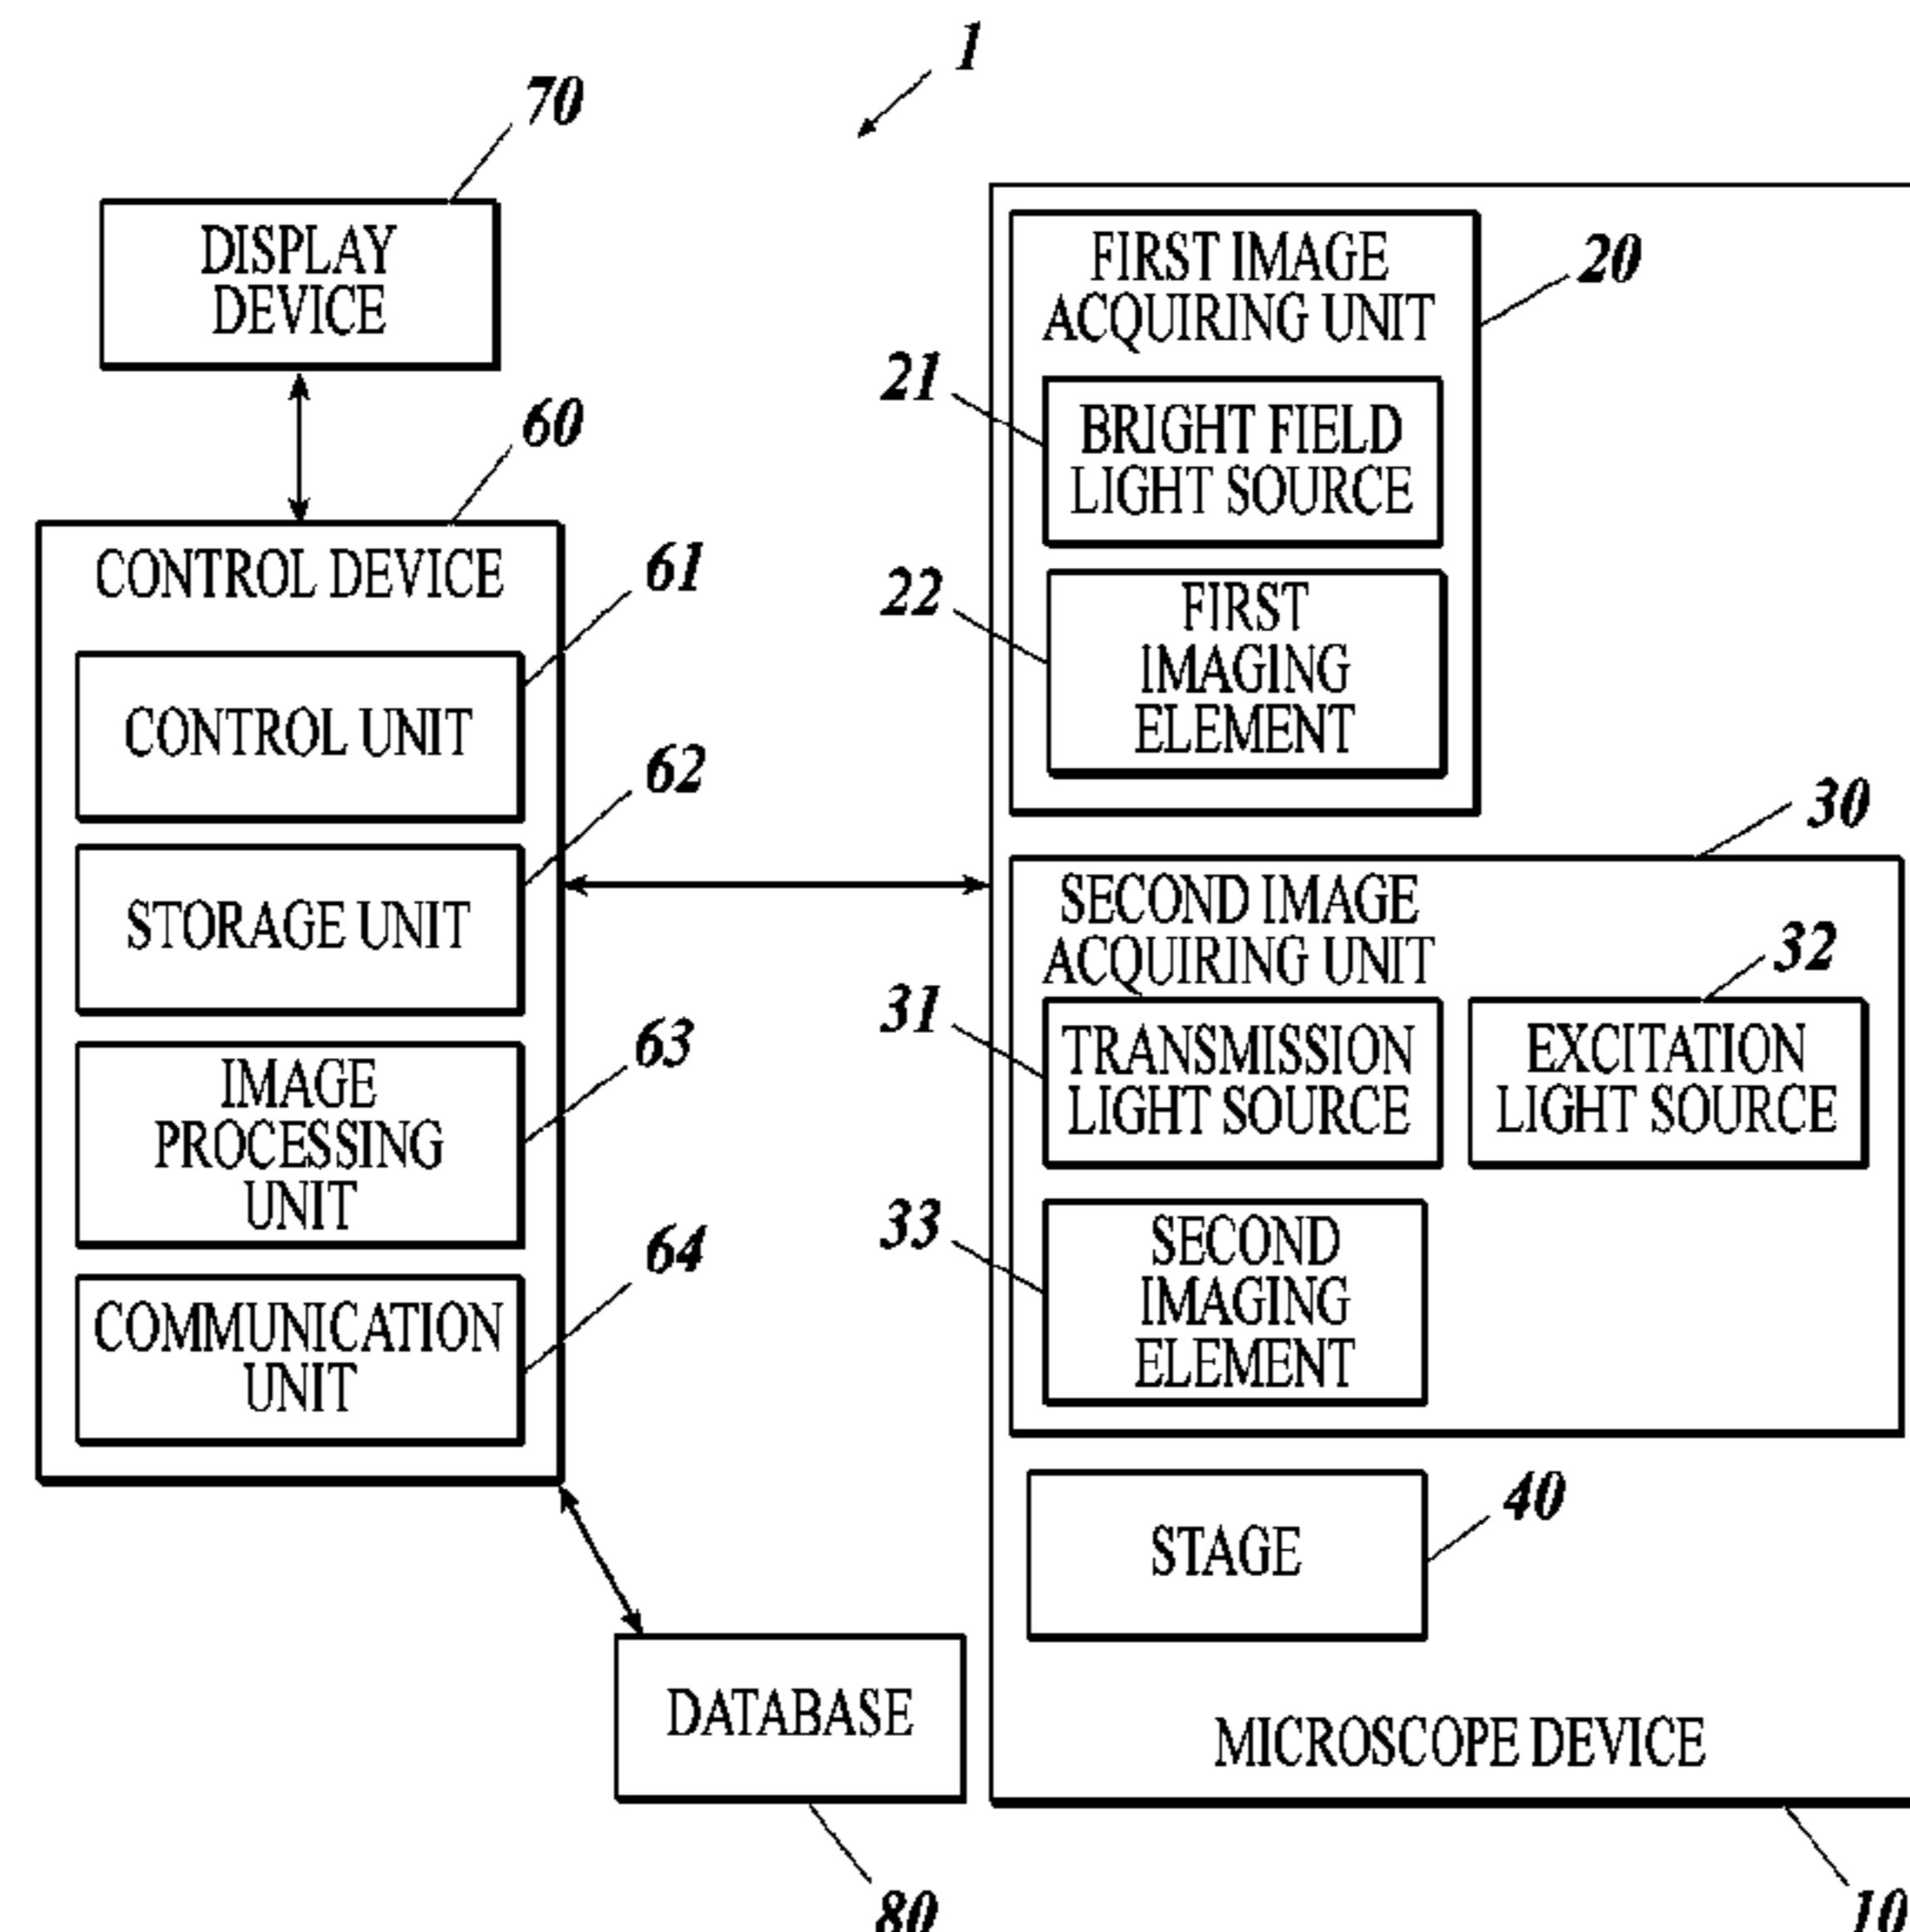 1
70
DISPLAY
DEVICE
60
CONTROL DEVICE
61
CONTROL UNIT
62
STORAGE UNIT
63
IMAGE
PROCESSING
UNIT
64
COMMUNICATION
UNIT
DATABASE
80
20
FIRST IMAGE
ACQUIRING UNIT
21
BRIGHT FIELD
LIGHT SOURCE
22
FIRST
IMAGING
ELEMENT
30
SECOND IMAGE
ACQUIRING UNIT
31
TRANSMISSION
LIGHT SOURCE
32
EXCITATION
LIGHT SOURCE
33
SECOND
IMAGING
ELEMENT
40
STAGE
MICROSCOPE DEVICE
10